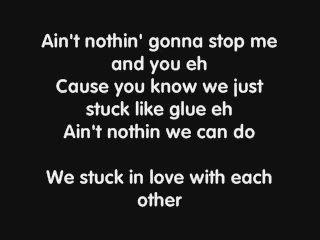 Ain't nothin' gonna stop me
and you eh
Cause you know we just
stuck like glue eh
Ain't nothin we can do
We stuck in love with each
other